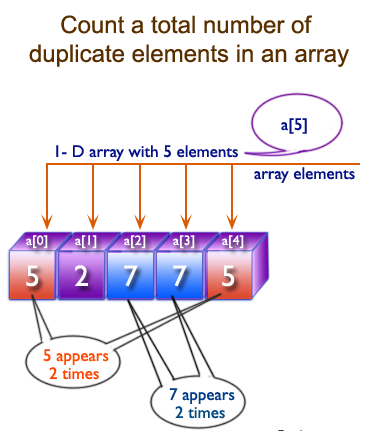 Count a total number of
duplicate elements in an array
a[5]
1- D array with 5 elements
array elements
a[0] a[1] a[2] a[3] a[4]
5 2 7 7 5
5 appears
2 times
7 appears
2 times